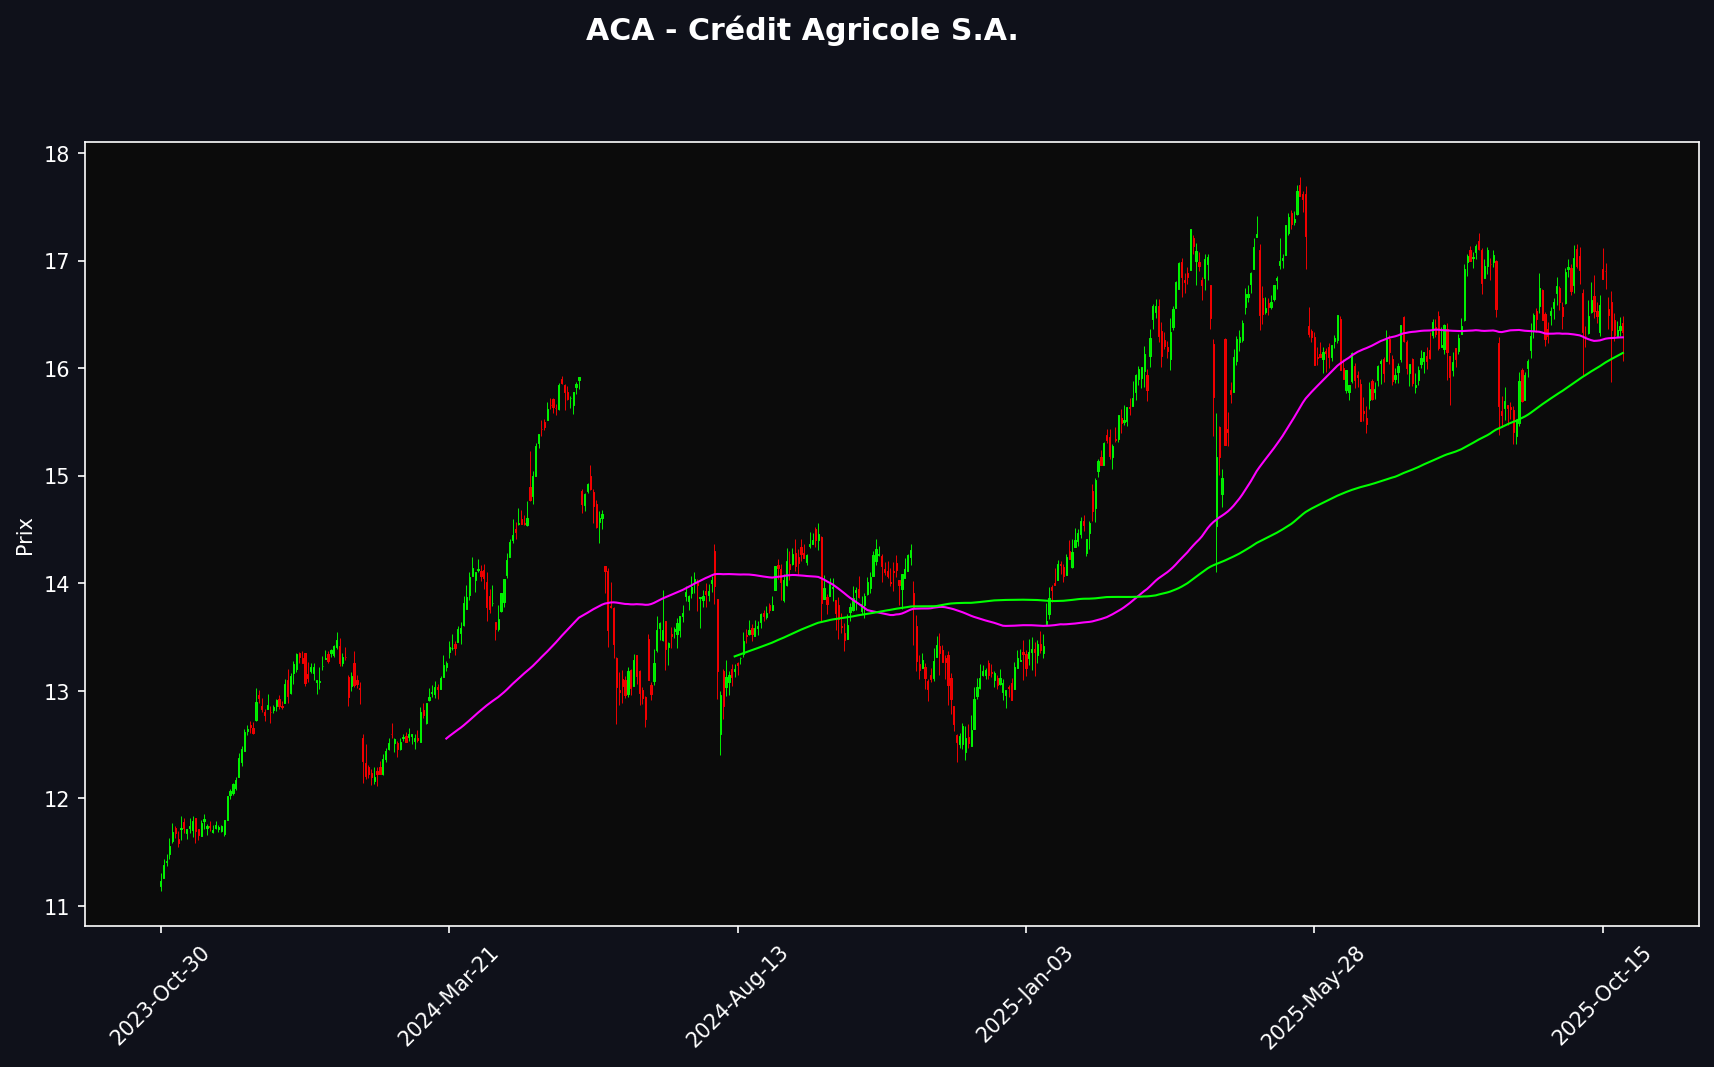 ACA - Crédit Agricole S.A.
Prix
18
17
16
15
14
13
12
11
2023-Oct-30
2024-Mar-21
2024-Aug-13
2025-Jan-03
2025-May-28
2025-Oct-15